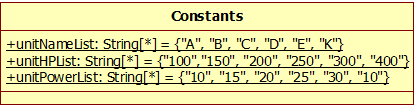 Constants
+unitNameList: String[*] = {"A", "B", "C", "D", "E", "K"}
+unitHPList: String[*] = {"100","150", "200", "250", "300", "400"}
+unitPowerList: String[*] = {"10", "15", "20", "25", "30", "10"}